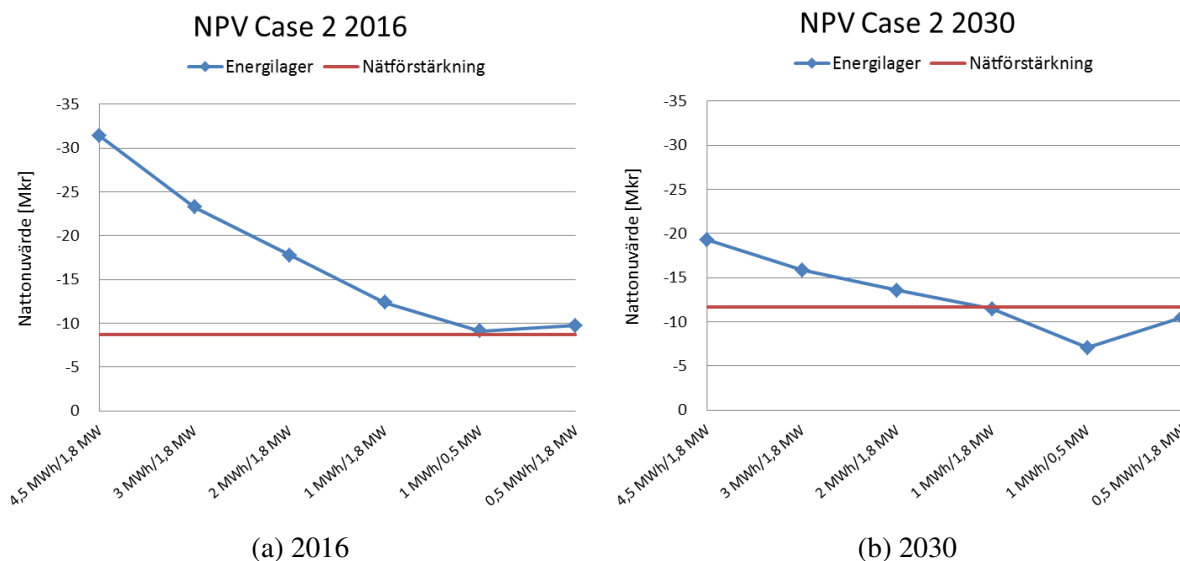 NPV Case 2 2016
Energilager
Nätförstärkning
Nattonuvärde [Mkr]
-35
-30
-25
-20
-15
-10
-5
0
4,5 MWh/1,8 MW
3 MWh/1,8 MW
2 MWh/1,8 MW
1 MWh/1,8 MW
1 MWh/0,5 MW
0,5 MWh/1,8 MW
(a) 2016
NPV Case 2 2030
Energilager
Nätförstärkning
Nattonuvärde [Mkr]
-35
-30
-25
-20
-15
-10
-5
0
4,5 MWh/1,8 MW
3 MWh/1,8 MW
2 MWh/1,8 MW
1 MWh/1,8 MW
1 MWh/0,5 MW
0,5 MWh/1,8 MW
(b) 2030